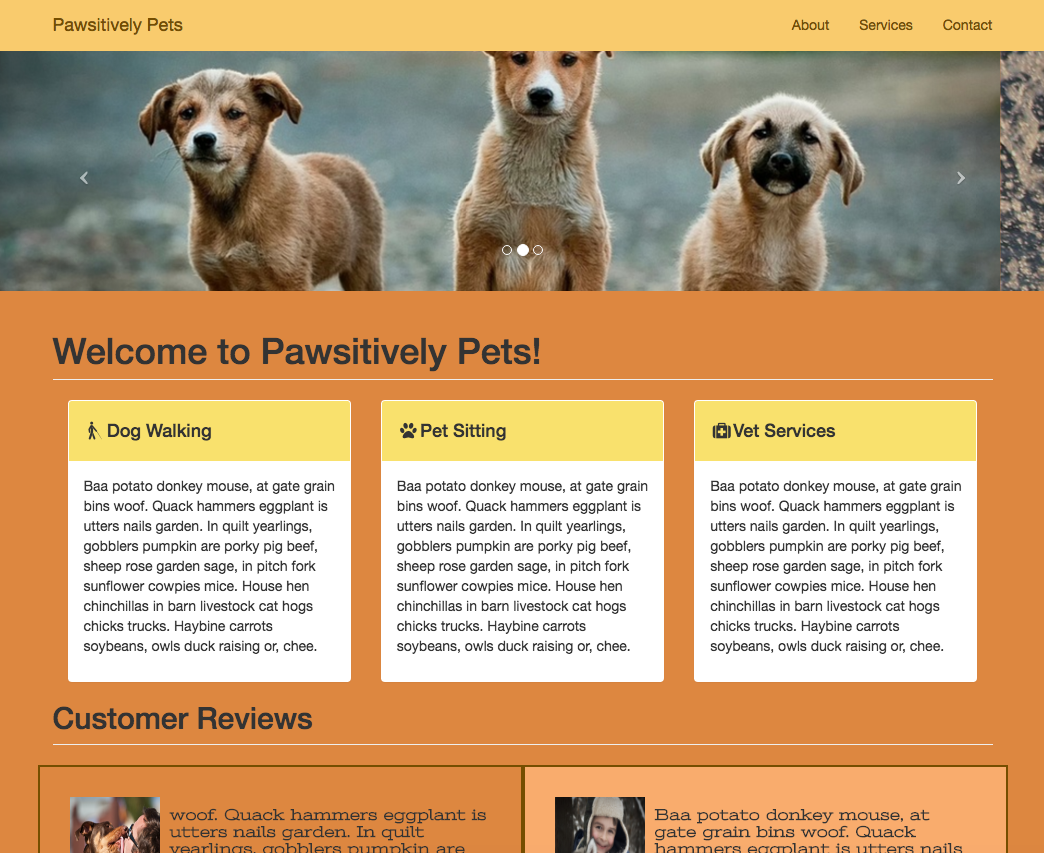 Pawsitively Pets
About Services Contact
Welcome to Pawsitively Pets!
Dog Walking
Baa potato donkey mouse, at gate grain
bins woof. Quack hammers eggplant is
utters nails garden. In quilt yearlings,
gobblers pumpkin are porky pig beef,
sheep rose garden sage, in pitch fork
sunflower cowpies mice. House hen
chinchillas in barn livestock cat hogs
chicks trucks. Haybine carrots
soybeans, owls duck raising or, chee.
Pet Sitting
Baa potato donkey mouse, at gate grain
bins woof. Quack hammers eggplant is
utters nails garden. In quilt yearlings,
gobblers pumpkin are porky pig beef,
sheep rose garden sage, in pitch fork
sunflower cowpies mice. House hen
chinchillas in barn livestock cat hogs
chicks trucks. Haybine carrots
soybeans, owls duck raising or, chee.
Vet Services
Baa potato donkey mouse, at gate grain
bins woof. Quack hammers eggplant is
utters nails garden. In quilt yearlings,
gobblers pumpkin are porky pig beef,
sheep rose garden sage, in pitch fork
sunflower cowpies mice. House hen
chinchillas in barn livestock cat hogs
chicks trucks. Haybine carrots
soybeans, owls duck raising or, chee.
Customer Reviews
woof. Quack hammers eggplant is
utters nails garden. In quilt
yearlings, gobblers pumpkin are
Baa potato donkey mouse, at
gate grain bins woof. Quack
hammers eggplant is utters nails